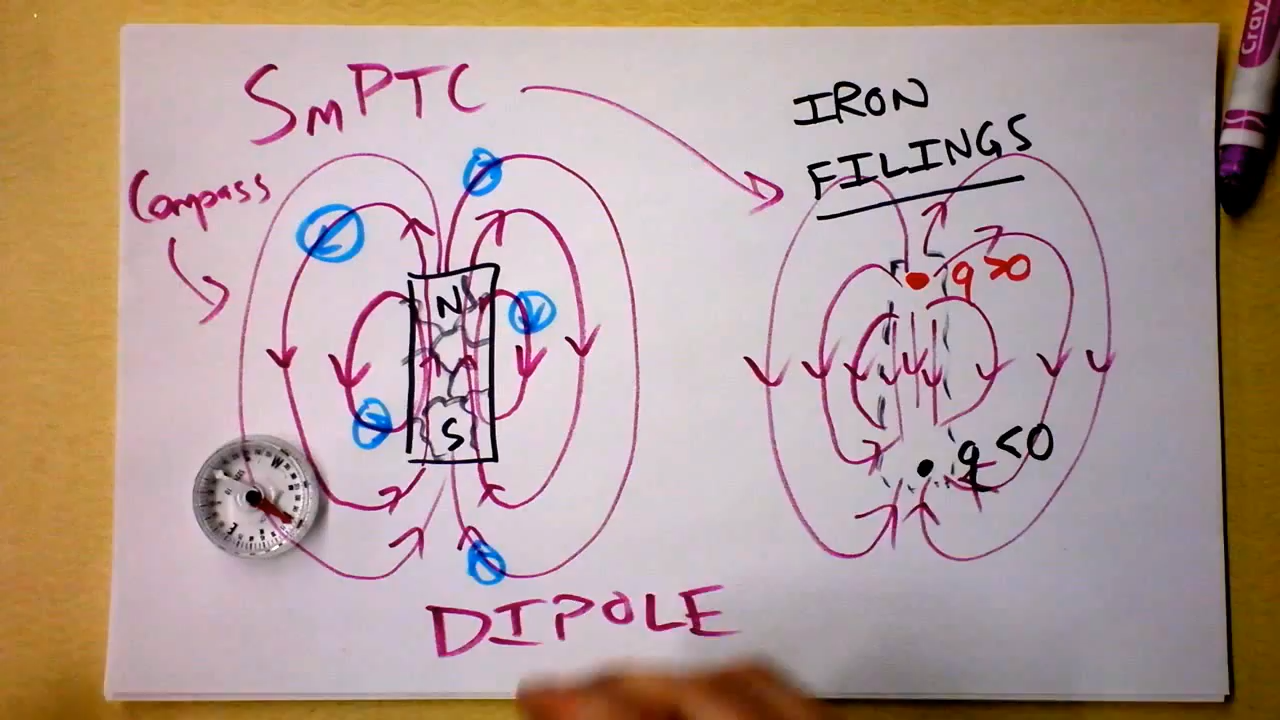 SmPTC
IRON
FILINGS
Compass
N
S
q>0
q<0
W
E
DIPOLE
Cray